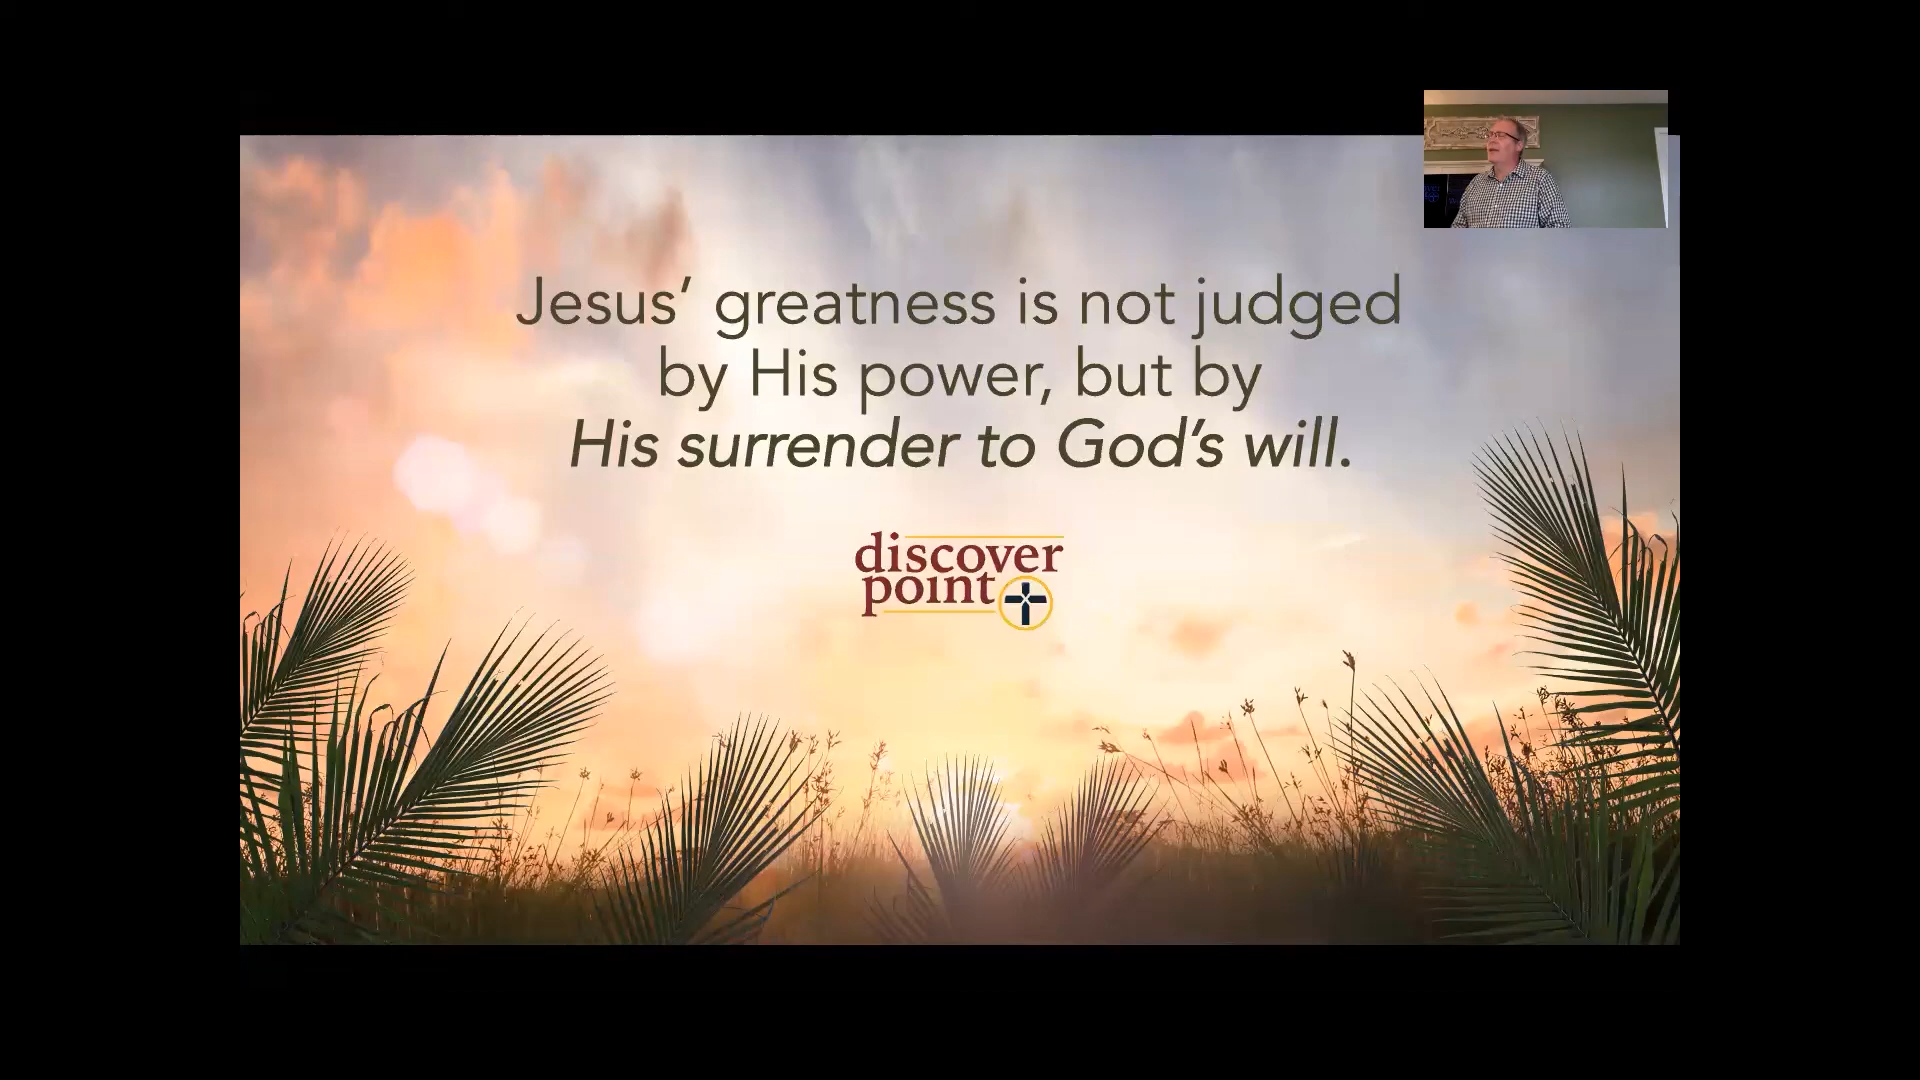 Jesus’ greatness is not judged
by His power, but by
His surrender to God’s will.
discover
point